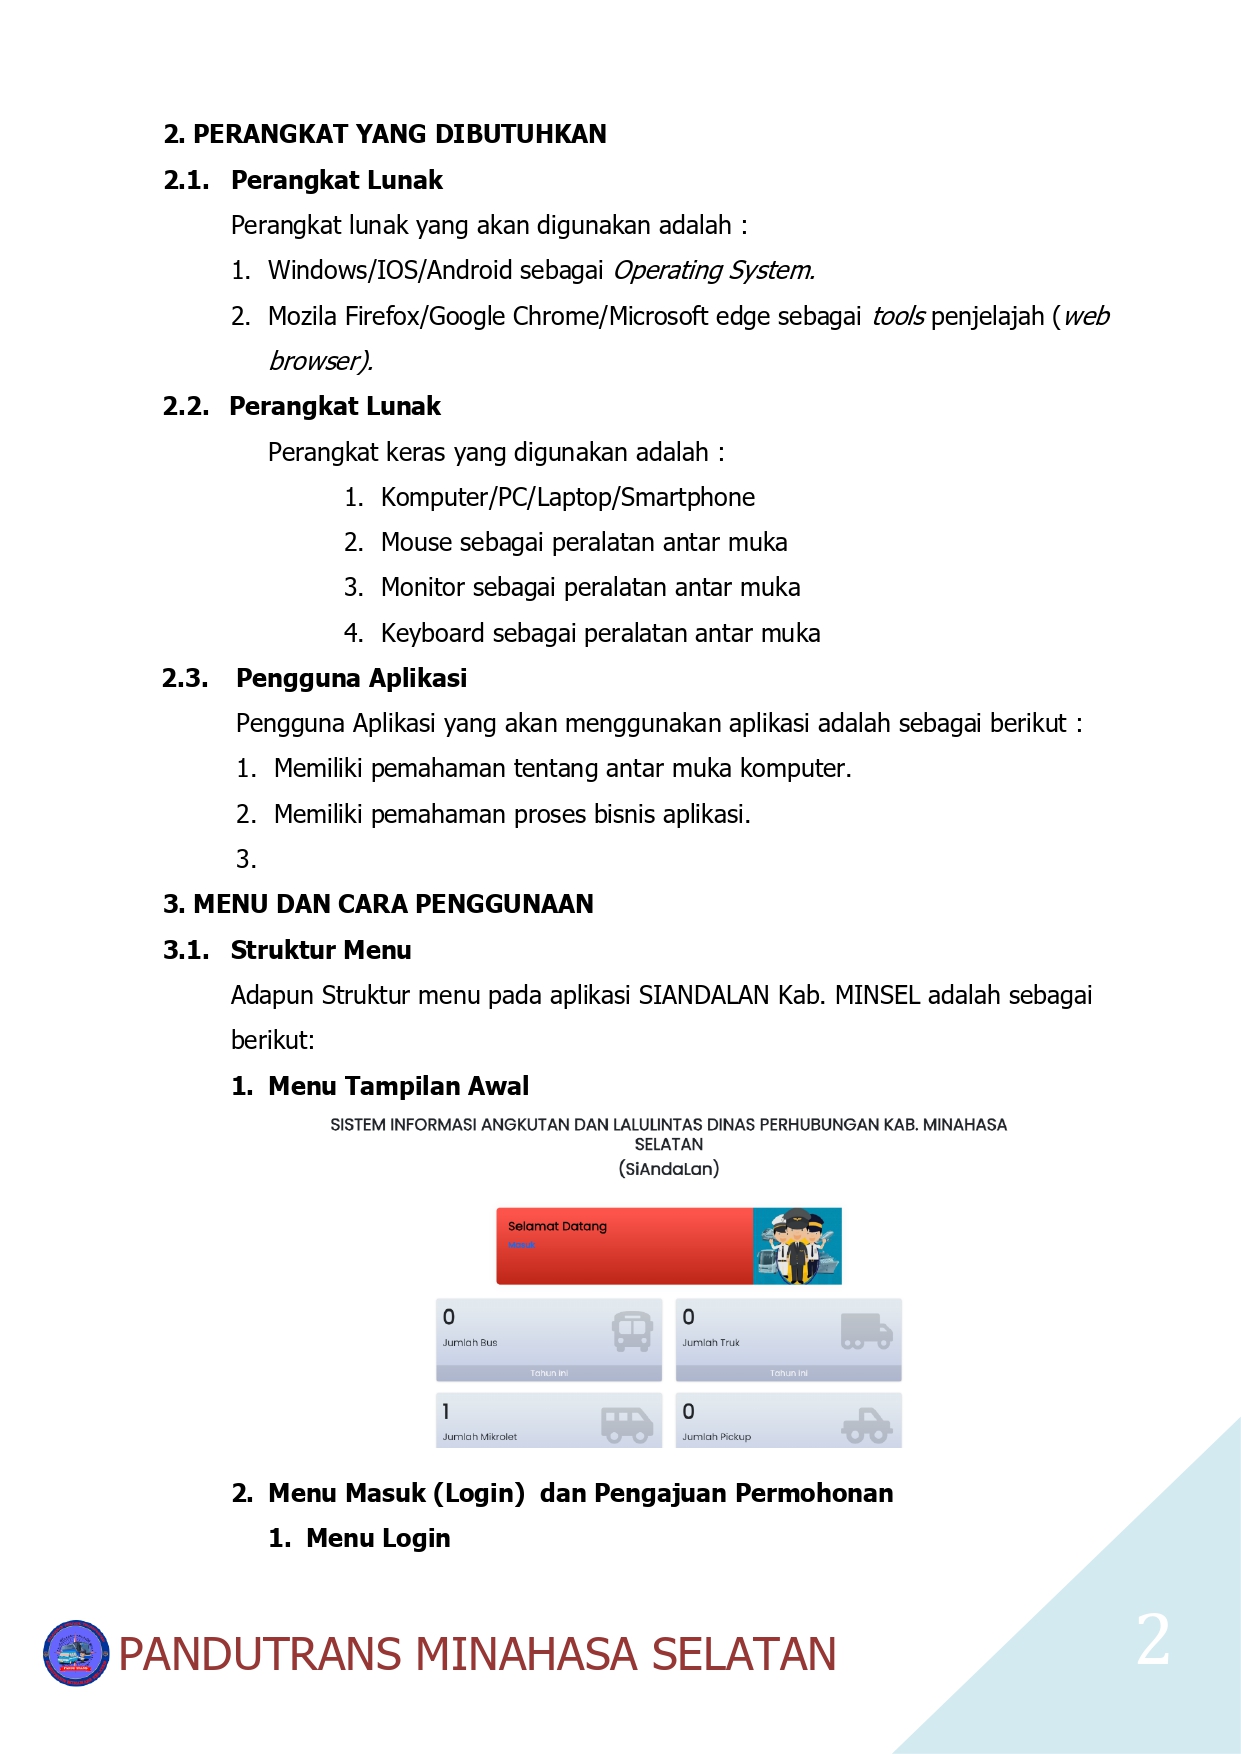 2. PERANGKAT YANG DIBUTUHKAN
2.1. Perangkat Lunak
Perangkat lunak yang akan digunakan adalah :
1. Windows/IOS/Android sebagai Operating System.
2. Mozila Firefox/Google Chrome/Microsoft edge sebagai tools penjelajah (web
browser).
2.2. Perangkat Lunak
Perangkat keras yang digunakan adalah :
1. Komputer/PC/Laptop/Smartphone
2. Mouse sebagai peralatan antar muka
3. Monitor sebagai peralatan antar muka
4. Keyboard sebagai peralatan antar muka
2.3. Pengguna Aplikasi
Pengguna Aplikasi yang akan menggunakan aplikasi adalah sebagai berikut :
1. Memiliki pemahaman tentang antar muka komputer.
2. Memiliki pemahaman proses bisnis aplikasi.
3.
3. MENU DAN CARA PENGGUNAAN
3.1. Struktur Menu
Adapun Struktur menu pada aplikasi SIANDALAN Kab. MINSEL adalah sebagai
berikut:
1. Menu Tampilan Awal
SISTEM INFORMASI ANGKUTAN DAN LALULINTAS DINAS PERHUBUNGAN KAB. MINAHASA
SELATAN
(SiAndaLan)
Selamat Datang
Masuk
0 0
Jumlah Bus Jumlah Truk
Tahun Ini Tahun Ini
1 0
Jumlah Mikrolet Jumlah Pickup
2. Menu Masuk (Login) dan Pengajuan Permohonan
1. Menu Login
PANDUTRANS MINAHASA SELATAN
2